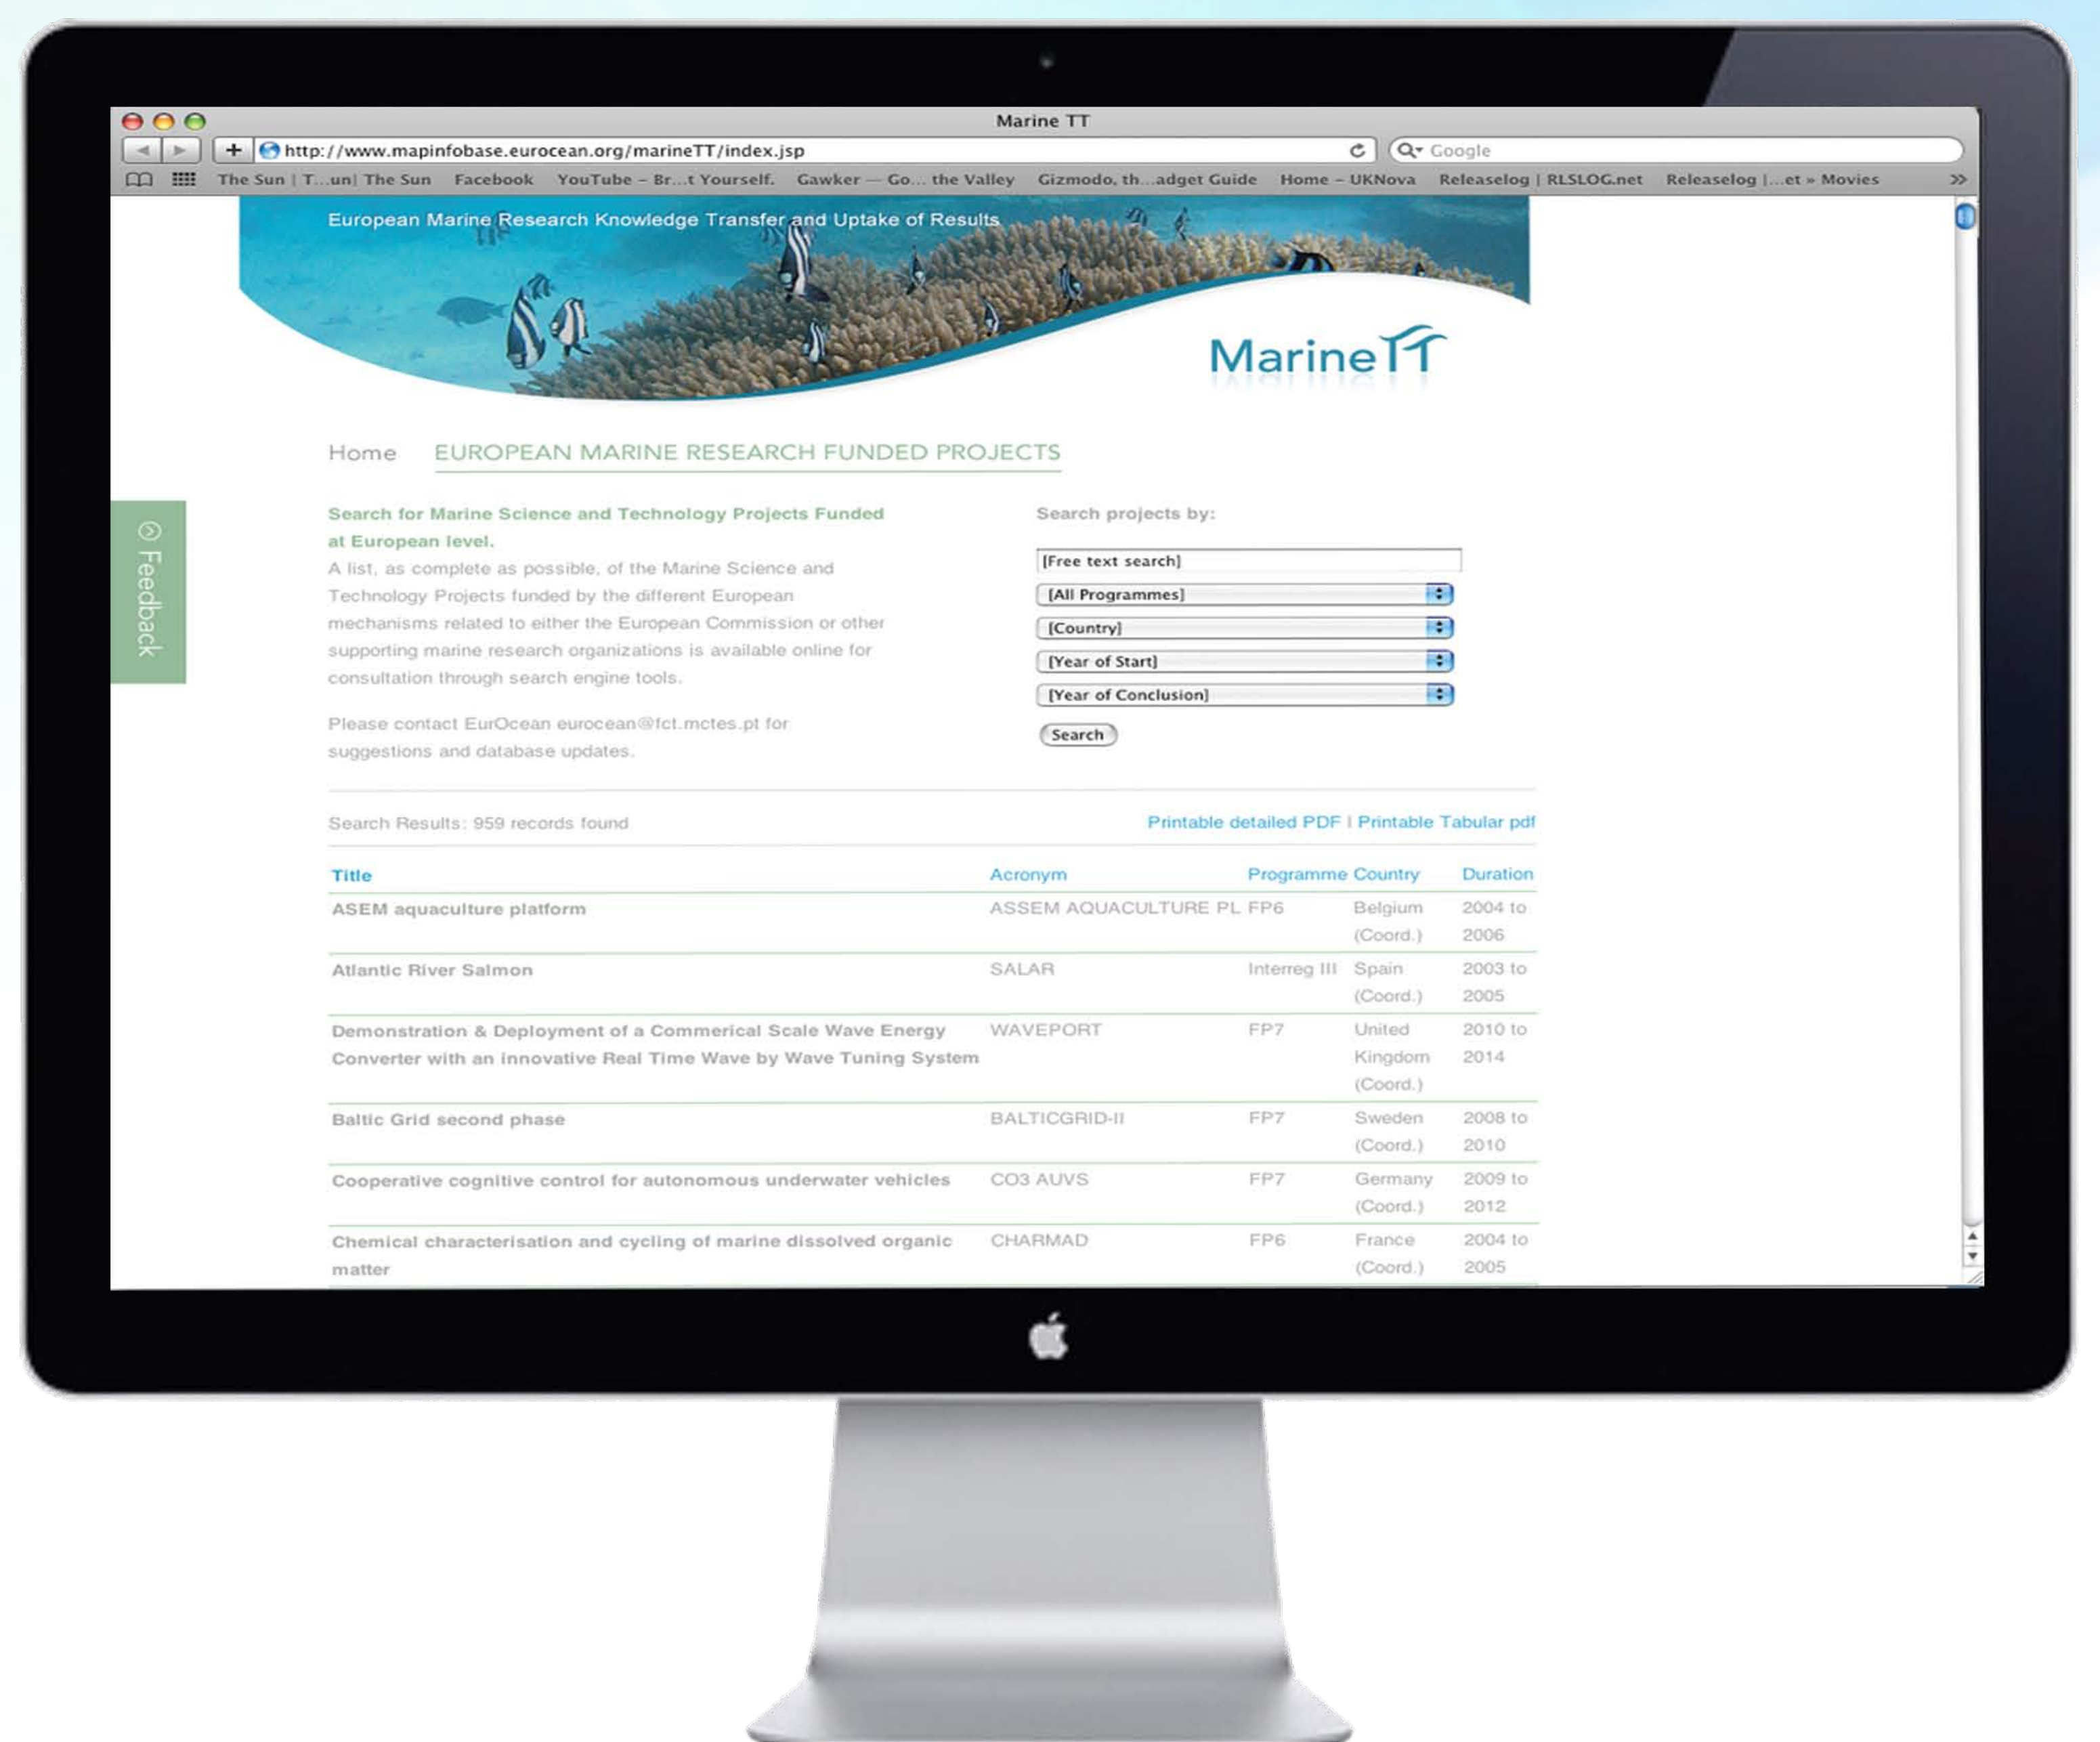 Marine TT
http://www.mapinfobase.eurocean.org/marineTT/index.jsp
Google
The Sun | T...un| The Sun Facebook YouTube – Br...t Yourself. Gawker — Go... the Valley Gizmodo, th...adget Guide Home – UKNova Releaselog | RLSLOG.net Releaselog |...et » Movies
European Marine Research Knowledge Transfer and Uptake of Results
MarineTT
Home EUROPEAN MARINE RESEARCH FUNDED PROJECTS
Feedback
Search for Marine Science and Technology Projects Funded
at European level.
A list, as complete as possible, of the Marine Science and
Technology Projects funded by the different European
mechanisms related to either the European Commission or other
supporting marine research organizations is available online for
consultation through search engine tools.
Please contact EurOcean eurocean@fct.mctes.pt for
suggestions and database updates.
Search projects by:
[Free text search]
[All Programmes]
[Country]
[Year of Start]
[Year of Conclusion]
Search
Search Results: 959 records found Printable detailed PDF | Printable Tabular pdf
Title Acronym Programme Country Duration
ASEM aquaculture platform ASSEM AQUACULTURE PL FP6 Belgium 2004 to
(Coord.) 2006
Atlantic River Salmon SALAR Interreg III Spain 2003 to
(Coord.) 2005
Demonstration & Deployment of a Commerical Scale Wave Energy WAVEPORT FP7 United 2010 to
Converter with an innovative Real Time Wave by Wave Tuning System Kingdom 2014
(Coord.)
Baltic Grid second phase BALTICGRID-II FP7 Sweden 2008 to
(Coord.) 2010
Cooperative cognitive control for autonomous underwater vehicles CO3 AUVS FP7 Germany 2009 to
(Coord.) 2012
Chemical characterisation and cycling of marine dissolved organic CHARMAD FP6 France 2004 to
matter (Coord.) 2005